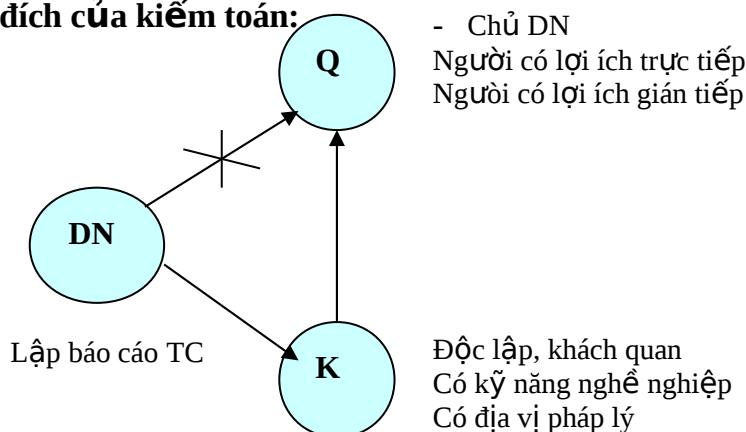 đích của kiểm toán:
Q
- Chủ DN
Người có lợi ích trực tiếp
Ngưòi có lợi ích gián tiếp
DN
Lập báo cáo TC
K
Độc lập, khách quan
Có kỹ năng nghề nghiệp
Có địa vị pháp lý